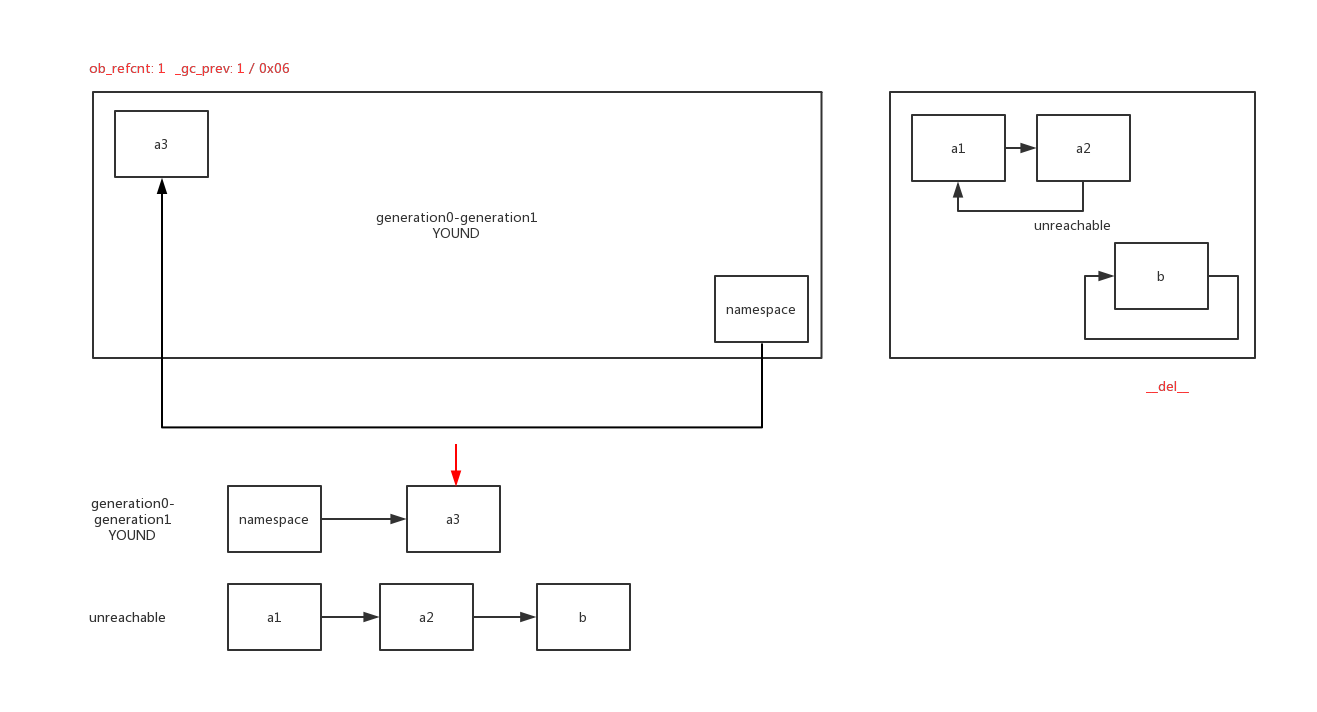 ob_refcnt: 1  _gc_prev: 1 / 0x06
a3
generation0-generation1
YOUND
namespace
a1
a2
unreachable
b
__del__
generation0-
generation1
YOUND
namespace
a3
unreachable
a1
a2
b